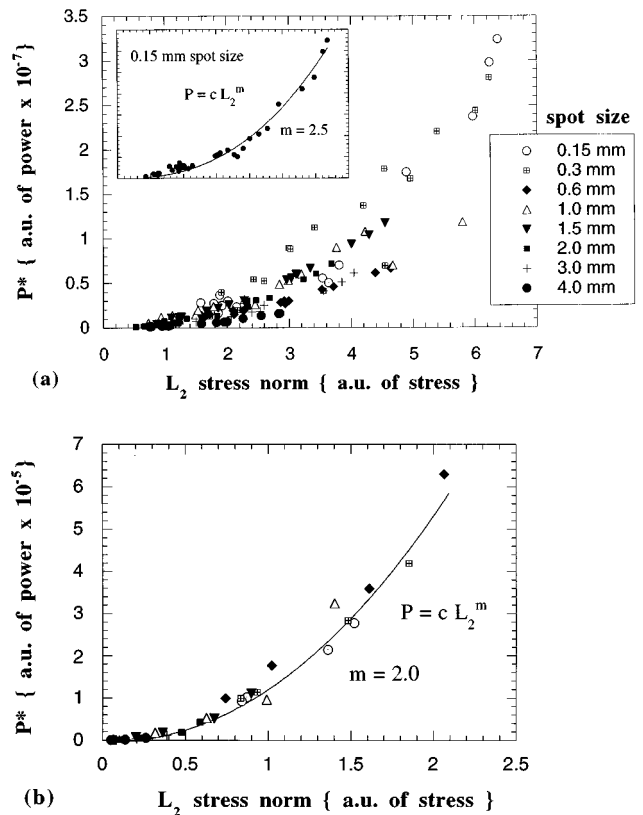 3.5
3
2.5
2
1.5
1
0.5
0
P* { a.u. of power x 10^-7 }
0.15 mm spot size
P = c L₂^m
m = 2.5
spot size
0.15 mm
0.3 mm
0.6 mm
1.0 mm
1.5 mm
2.0 mm
3.0 mm
4.0 mm
0 1 2 3 4 5 6 7
(a) L₂ stress norm { a.u. of stress }
7
6
5
4
3
2
1
0
P* { a.u. of power x 10^-5 }
P = c L₂^m
m = 2.0
0 0.5 1 1.5 2 2.5
(b) L₂ stress norm { a.u. of stress }